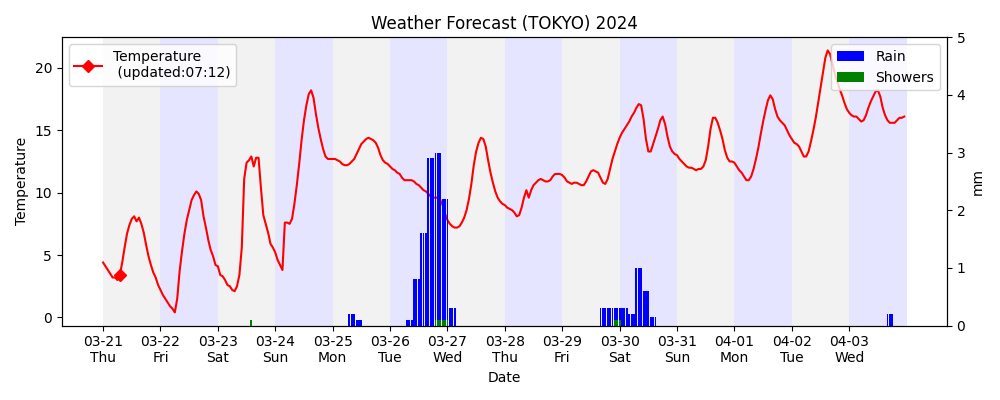 Weather Forecast (TOKYO) 2024
Temperature
(updated:07:12)
Rain
Showers
Temperature
20
15
10
5
0
5
4
3
2
1
0
mm
03-21 03-22 03-23 03-24 03-25 03-26 03-27 03-28 03-29 03-30 03-31 04-01 04-02 04-03
Thu Fri Sat Sun Mon Tue Wed Thu Fri Sat Sun Mon Tue Wed
Date